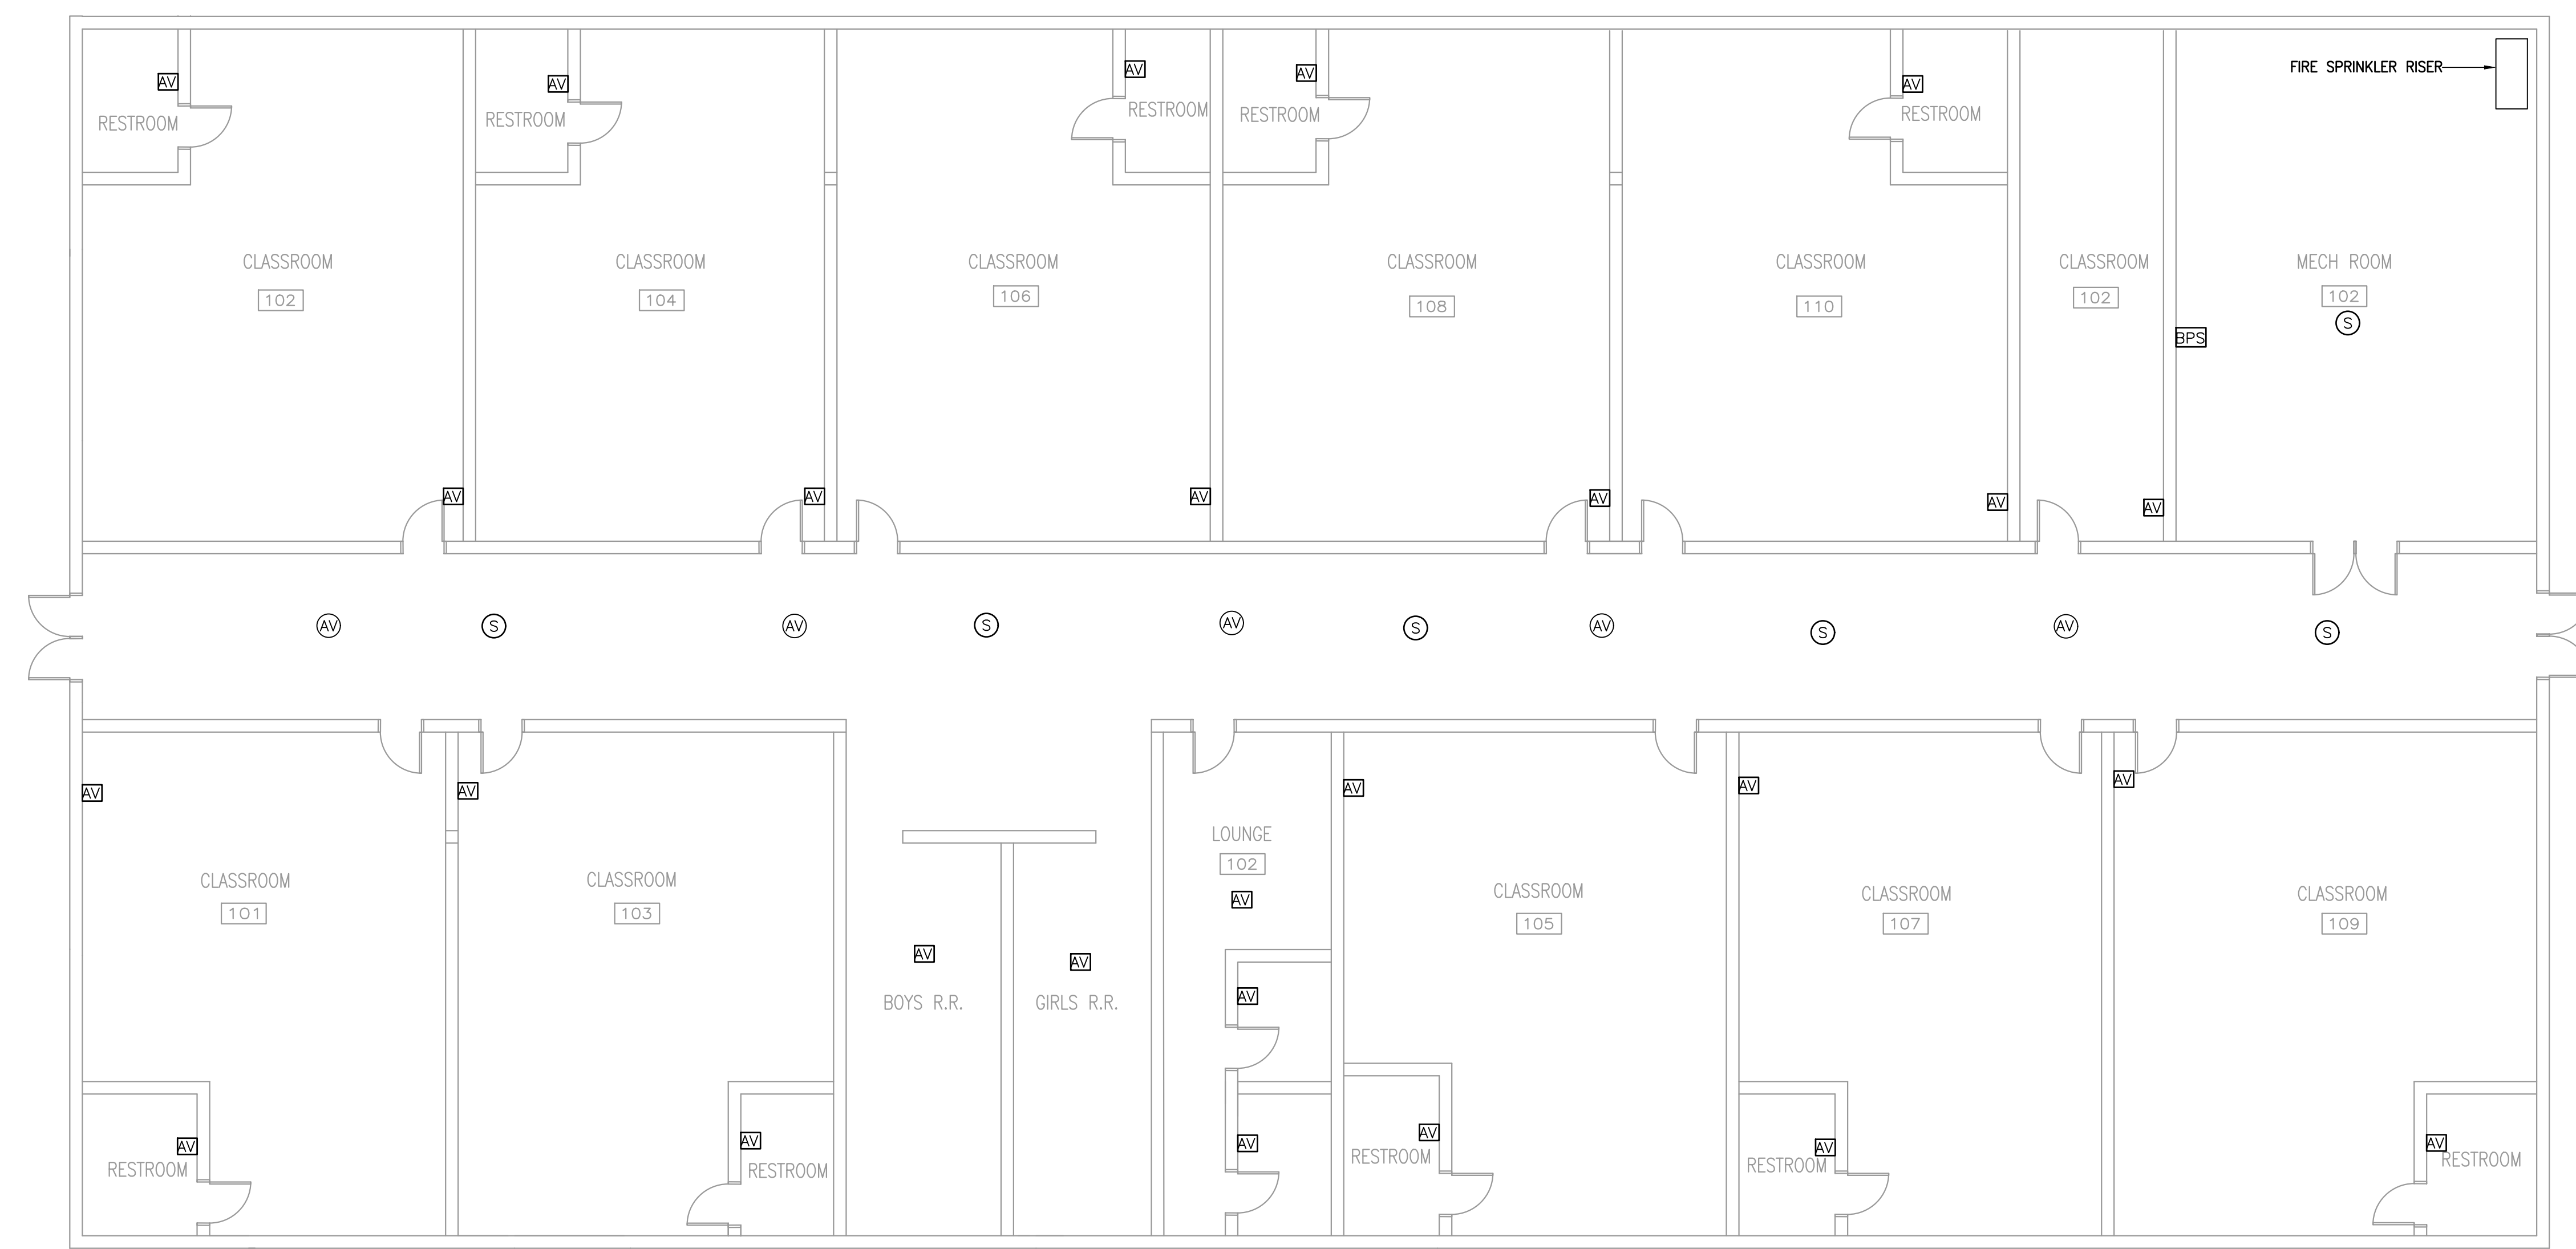 AV
AV
AV
AV
AV
FIRE SPRINKLER RISER
RESTROOM
RESTROOM
RESTROOM
RESTROOM
RESTROOM
CLASSROOM
CLASSROOM
CLASSROOM
CLASSROOM
CLASSROOM
CLASSROOM
MECH ROOM
102
104
106
108
110
102
102
S
BPS
AV
AV
AV
AV
AV
AV
AV
S
AV
S
AV
S
AV
S
AV
S
AV
AV
AV
AV
AV
LOUNGE
102
CLASSROOM
CLASSROOM
CLASSROOM
CLASSROOM
CLASSROOM
101
103
AV
105
107
109
AV
AV
BOYS R.R.
GIRLS R.R.
AV
AV
AV
AV
AV
AV
AV
RESTROOM
RESTROOM
RESTROOM
RESTROOM
RESTROOM